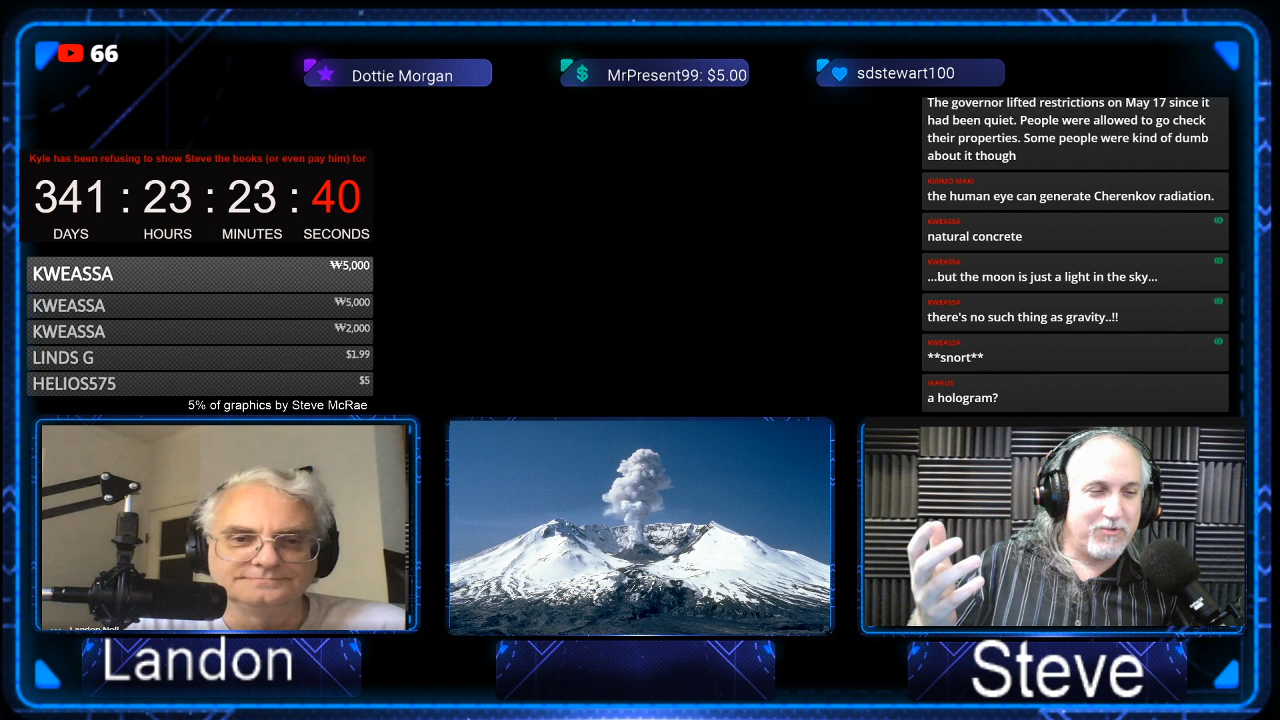 66
Dottie Morgan
MrPresent99: $5.00
sdstewart100
Kyle has been refusing to show Steve the books (or even pay him) for
341 : 23 : 23 : 40
DAYS HOURS MINUTES SECONDS
KWEASSA ₩5,000
KWEASSA ₩5,000
KWEASSA ₩2,000
LINDS G $1.99
HELIOS575 $5
5% of graphics by Steve McRae
The governor lifted restrictions on May 17 since it
had been quiet. People were allowed to go check
their properties. Some people were kind of dumb
about it though
KIMMO MAKI
the human eye can generate Cherenkov radiation.
KWEASSA
natural concrete
KWEASSA
...but the moon is just a light in the sky...
KWEASSA
there's no such thing as gravity..!!
KWEASSA
**snort**
IKARUS
a hologram?
Landon
Steve